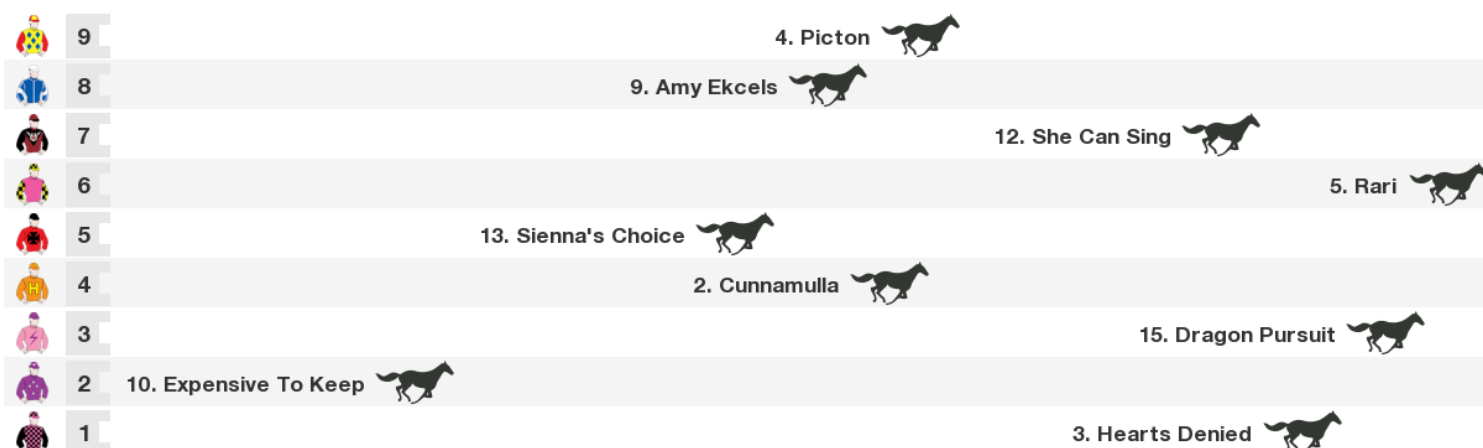 9 4. Picton
8 9. Amy Ekcels
7 12. She Can Sing
6 5. Rari
5 13. Sienna's Choice
H 4 2. Cunnamulla
3 15. Dragon Pursuit
2 10. Expensive To Keep
1 3. Hearts Denied